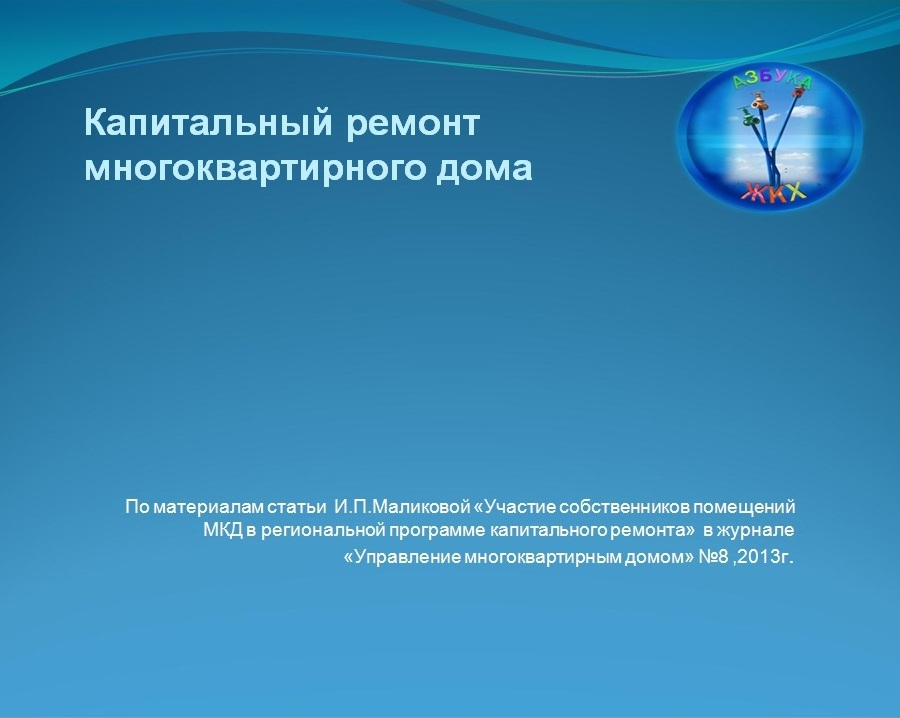 АЗБУКА
ЖКХ
Капитальный ремонт
многоквартирного дома
По материалам статьи И.П.Маликовой «Участие собственников помещений
МКД в региональной программе капитального ремонта» в журнале
«Управление многоквартирным домом» №8 ,2013г.